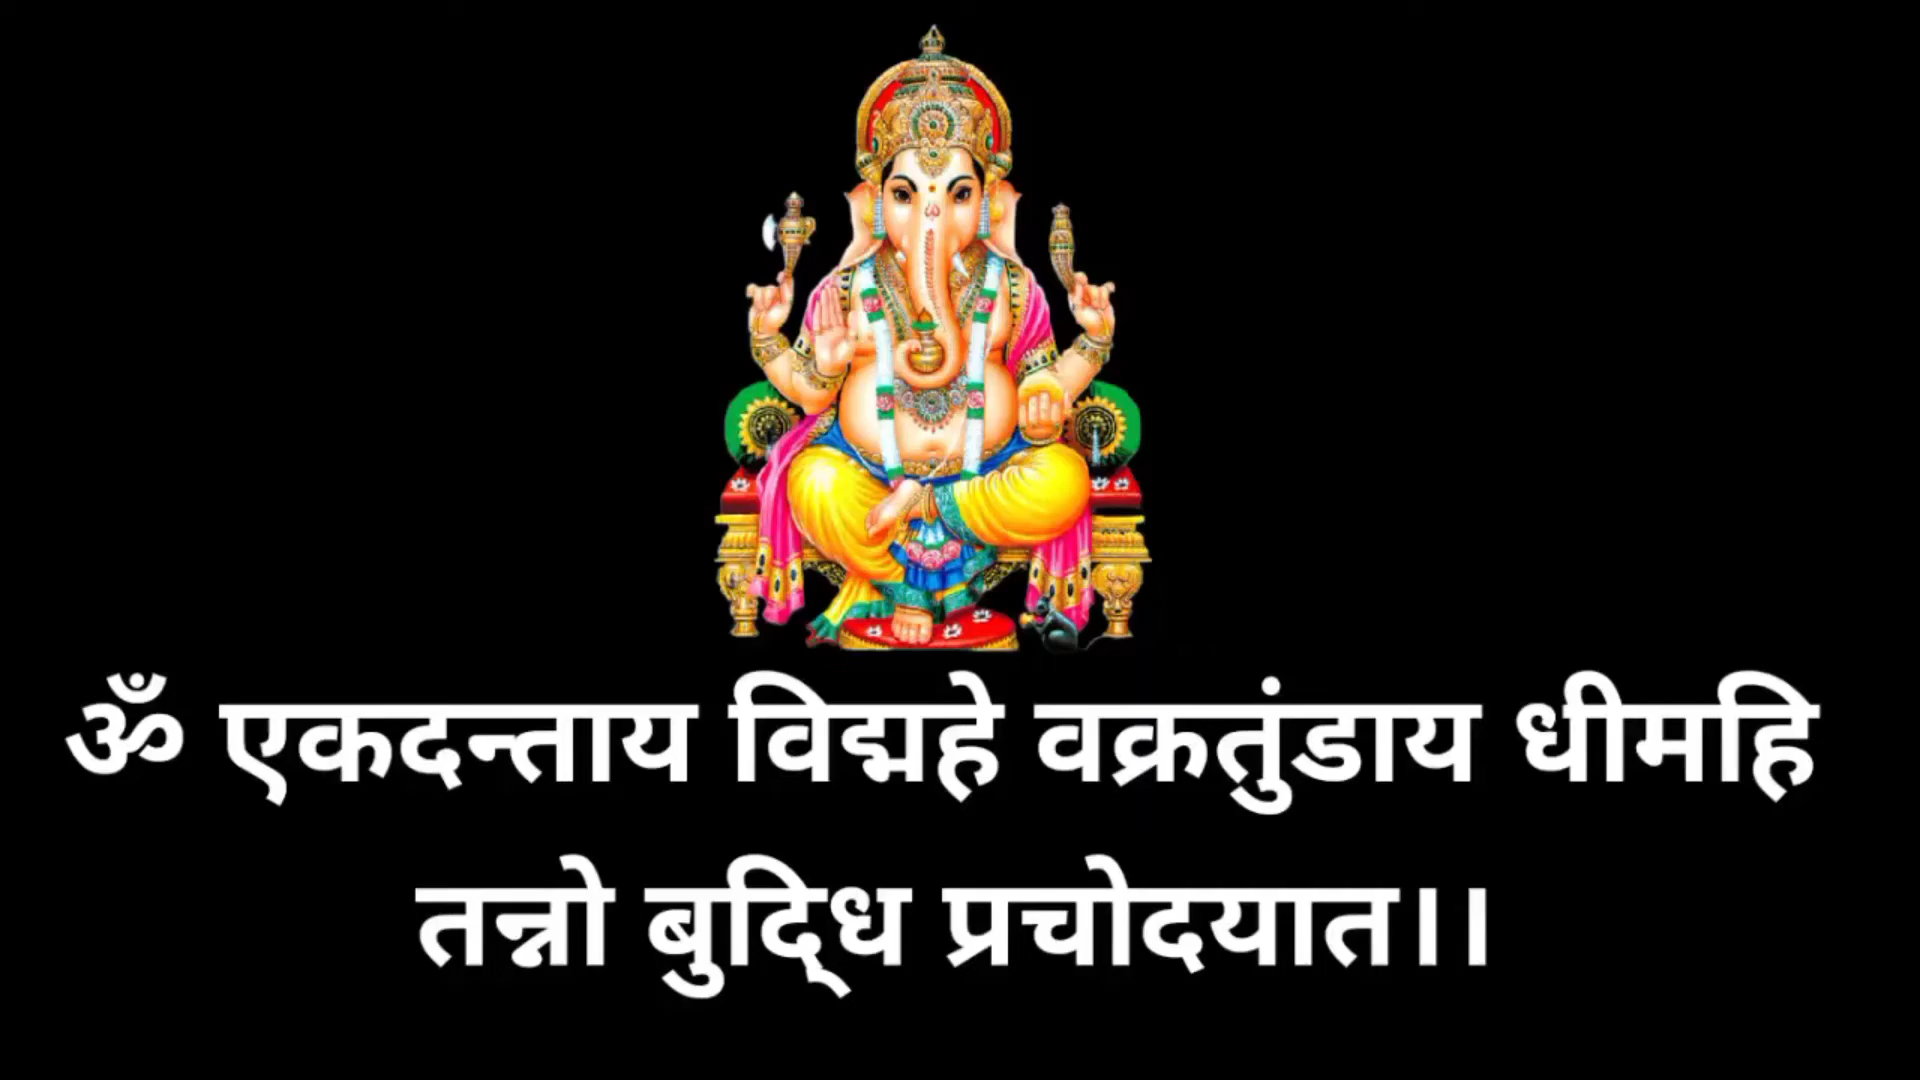 ॐ एकदन्ताय विद्महे वक्रतुंडाय धीमहि
तन्नो बुद्धि प्रचोदयात।।